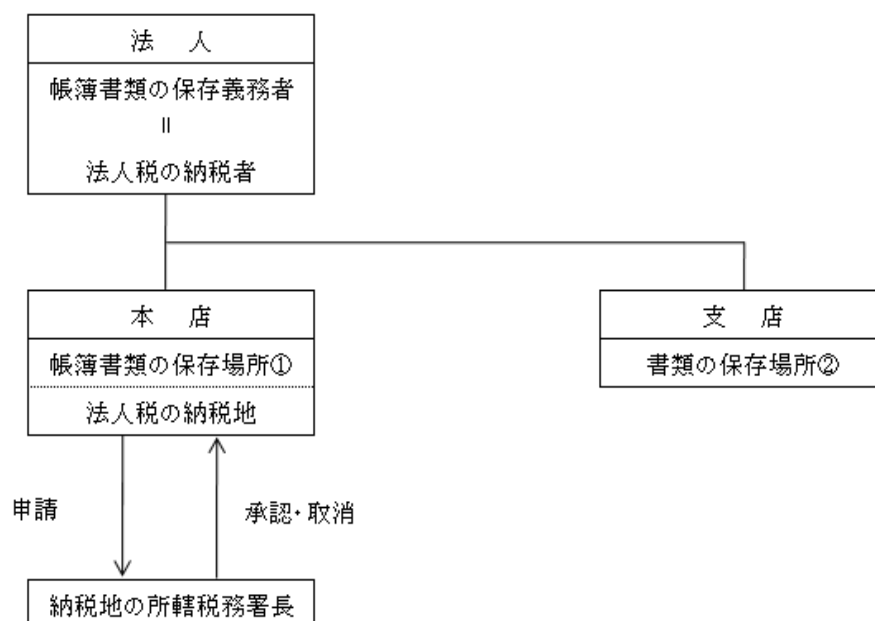 法 人
帳簿書類の保存義務者
॥
法人税の納税者
本 店
支 店
帳簿書類の保存場所①
書類の保存場所②
法人税の納税地
申請
承認・取消
納税地の所轄税務署長